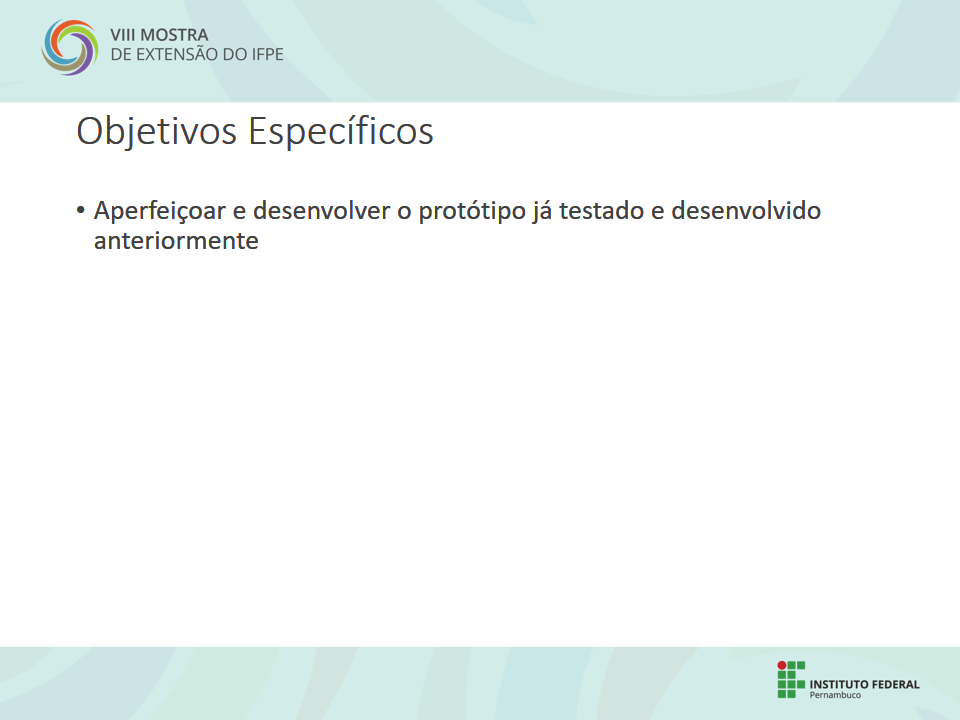 VIII MOSTRA
DE EXTENSÃO DO IFPE
Objetivos Específicos
• Aperfeiçoar e desenvolver o protótipo já testado e desenvolvido
anteriormente
INSTITUTO FEDERAL
Pernambuco